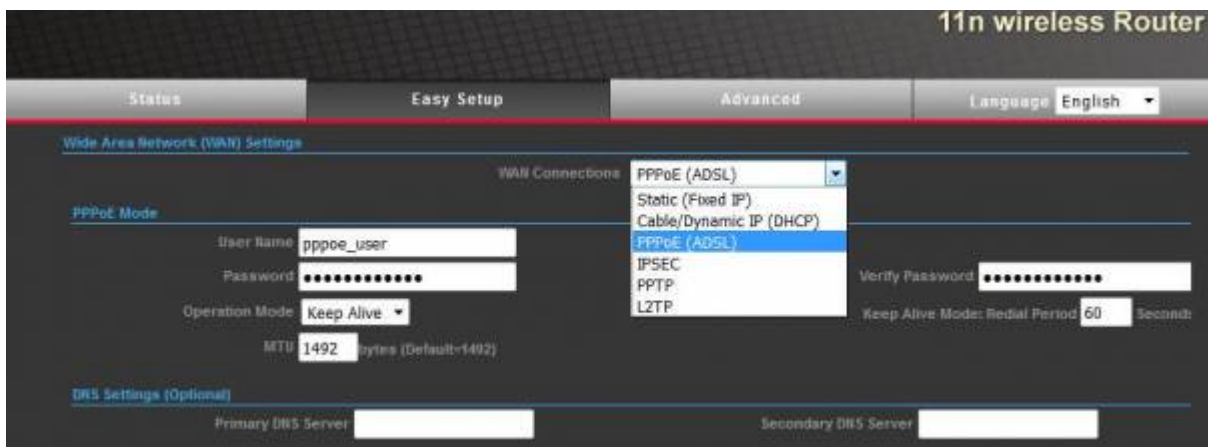 11n wireless Router
Status Easy Setup Advanced Language English
Wide Area Network (WAN) Settings
WAN Connections PPPoE (ADSL)
Static (Fixed IP)
Cable/Dynamic IP (DHCP)
PPPoE (ADSL)
IPSEC
PPTP
L2TP
PPPoE Mode
User Name pppoe_user
Password ●●●●●●●●●●●● Verify Password ●●●●●●●●●●●●
Operation Mode Keep Alive Keep Alive Mode: Redial Period 60 Seconds
MTU 1492 bytes (Default=1492)
DNS Settings (Optional)
Primary DNS Server Secondary DNS Server